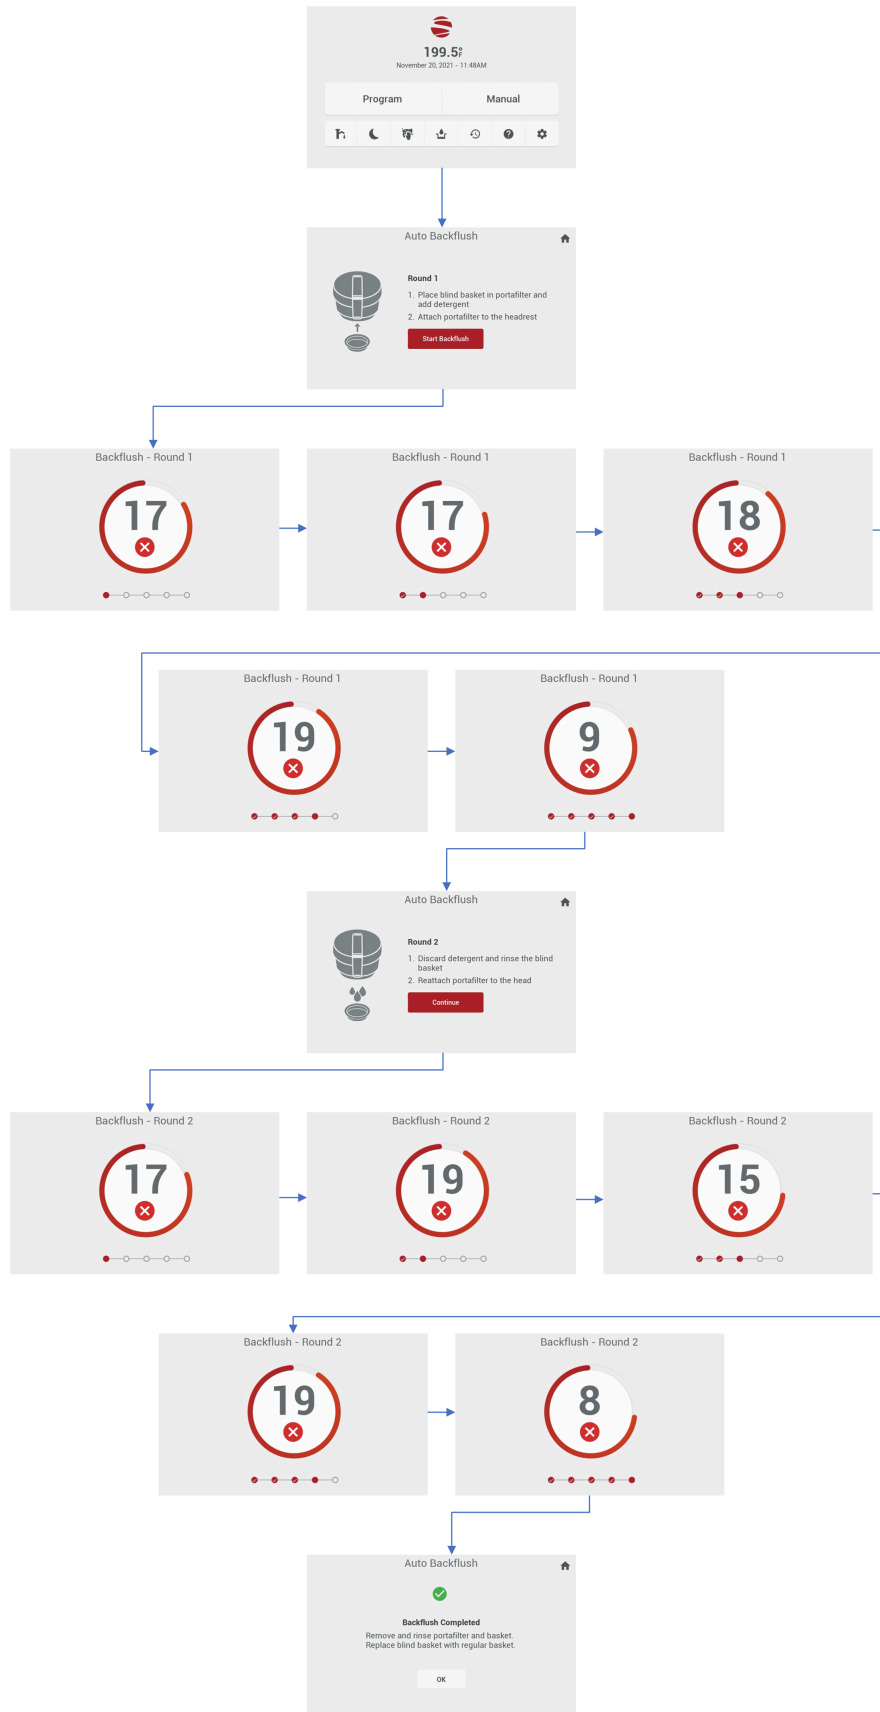 199.5°F
November 20, 2021 - 11:48AM
Program
Manual
Auto Backflush
Round 1
1. Place blind basket in portafilter and
add detergent
2. Attach portafilter to the headrest
Start Backflush
Backflush - Round 1
17
Backflush - Round 1
17
Backflush - Round 1
18
Backflush - Round 1
19
Backflush - Round 1
9
Auto Backflush
Round 2
1. Discard detergent and rinse the blind
basket
2. Reattach portafilter to the head
Continue
Backflush - Round 2
17
Backflush - Round 2
19
Backflush - Round 2
15
Backflush - Round 2
19
Backflush - Round 2
8
Auto Backflush
Backflush Completed
Remove and rinse portafilter and basket.
Replace blind basket with regular basket.
OK